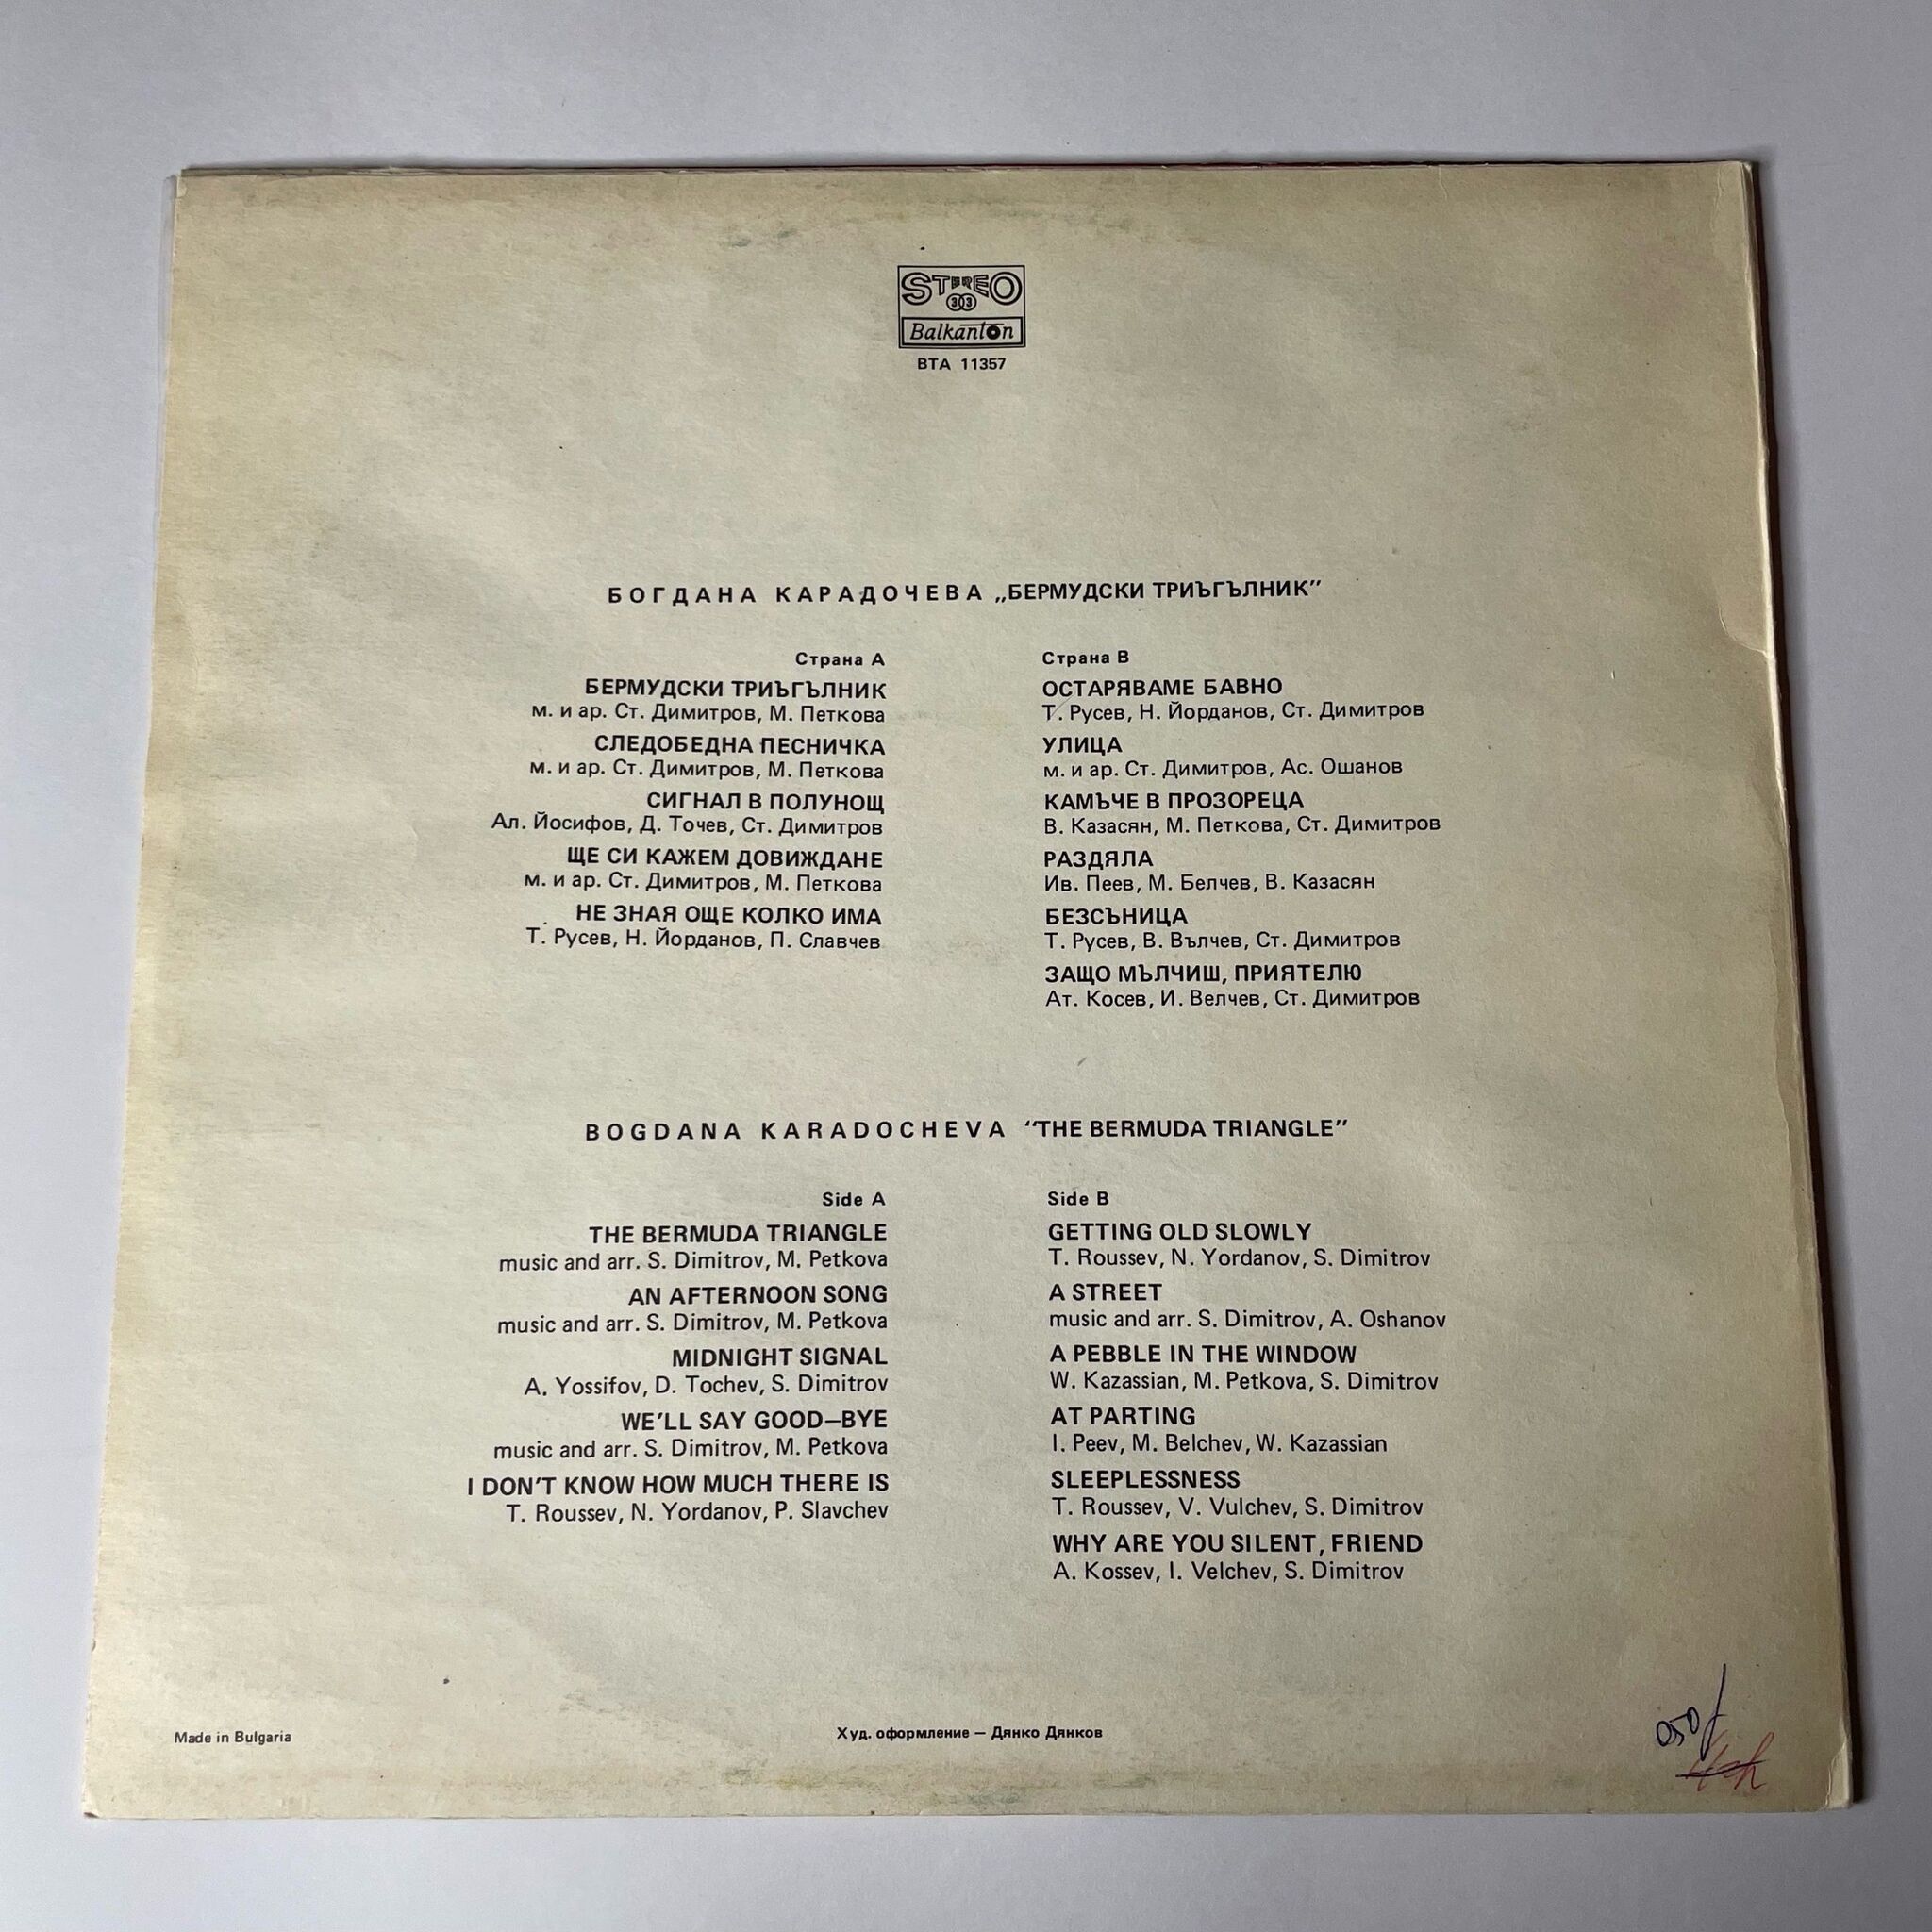 STEREO
33
Balkanton
BTA 11357
БОГДАНА КАРАДОЧЕВА „БЕРМУДСКИ ТРИЪГЪЛНИК”
Страна А
БЕРМУДСКИ ТРИЪГЪЛНИК
м. и ар. Ст. Димитров, М. Петкова
СЛЕДОБЕДНА ПЕСНИЧКА
м. и ар. Ст. Димитров, М. Петкова
СИГНАЛ В ПОЛУНОЩ
Ал. Йосифов, Д. Точев, Ст. Димитров
ЩЕ СИ КАЖЕМ ДОВИЖДАНЕ
м. и ар. Ст. Димитров, М. Петкова
НЕ ЗНАЯ ОЩЕ КОЛКО ИМА
Т. Русев, Н. Йорданов, П. Славчев
Страна В
ОСТАРЯВАМЕ БАВНО
Т. Русев, Н. Йорданов, Ст. Димитров
УЛИЦА
м. и ар. Ст. Димитров, Ас. Ошанов
КАМЪЧЕ В ПРОЗОРЕЦА
В. Казасян, М. Петкова, Ст. Димитров
РАЗДЯЛА
Ив. Пеев, М. Белчев, В. Казасян
БЕЗСЪНИЦА
Т. Русев, В. Вълчев, Ст. Димитров
ЗАЩО МЪЛЧИШ, ПРИЯТЕЛЮ
Ат. Косев, И. Велчев, Ст. Димитров
BOGDANA KARADOCHEVA “THE BERMUDA TRIANGLE”
Side A
THE BERMUDA TRIANGLE
music and arr. S. Dimitrov, M. Petkova
AN AFTERNOON SONG
music and arr. S. Dimitrov, M. Petkova
MIDNIGHT SIGNAL
A. Yossifov, D. Tochev, S. Dimitrov
WE’LL SAY GOOD–BYE
music and arr. S. Dimitrov, M. Petkova
I DON’T KNOW HOW MUCH THERE IS
T. Roussev, N. Yordanov, P. Slavchev
Side B
GETTING OLD SLOWLY
T. Roussev, N. Yordanov, S. Dimitrov
A STREET
music and arr. S. Dimitrov, A. Oshanov
A PEBBLE IN THE WINDOW
W. Kazassian, M. Petkova, S. Dimitrov
AT PARTING
I. Peev, M. Belchev, W. Kazassian
SLEEPLESSNESS
T. Roussev, V. Vulchev, S. Dimitrov
WHY ARE YOU SILENT, FRIEND
A. Kossev, I. Velchev, S. Dimitrov
Made in Bulgaria
Худ. оформление – Дянко Дянков